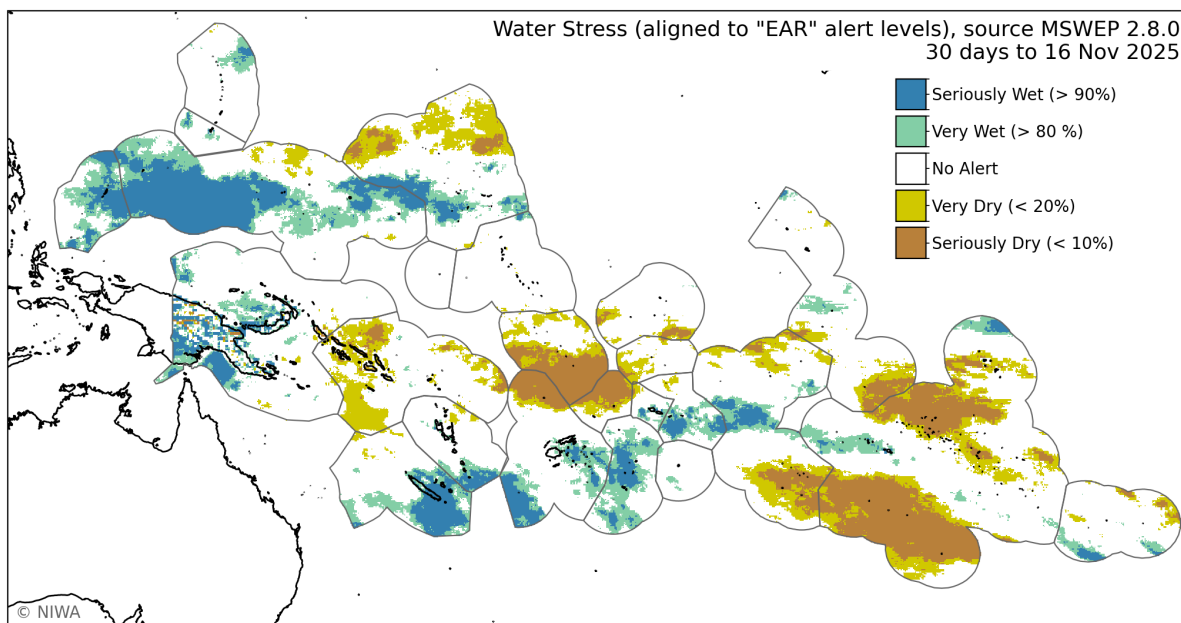 Water Stress (aligned to "EAR" alert levels), source MSWEP 2.8.0
30 days to 16 Nov 2025
Seriously Wet (> 90%)
Very Wet (> 80 %)
No Alert
Very Dry (< 20%)
Seriously Dry (< 10%)
© NIWA